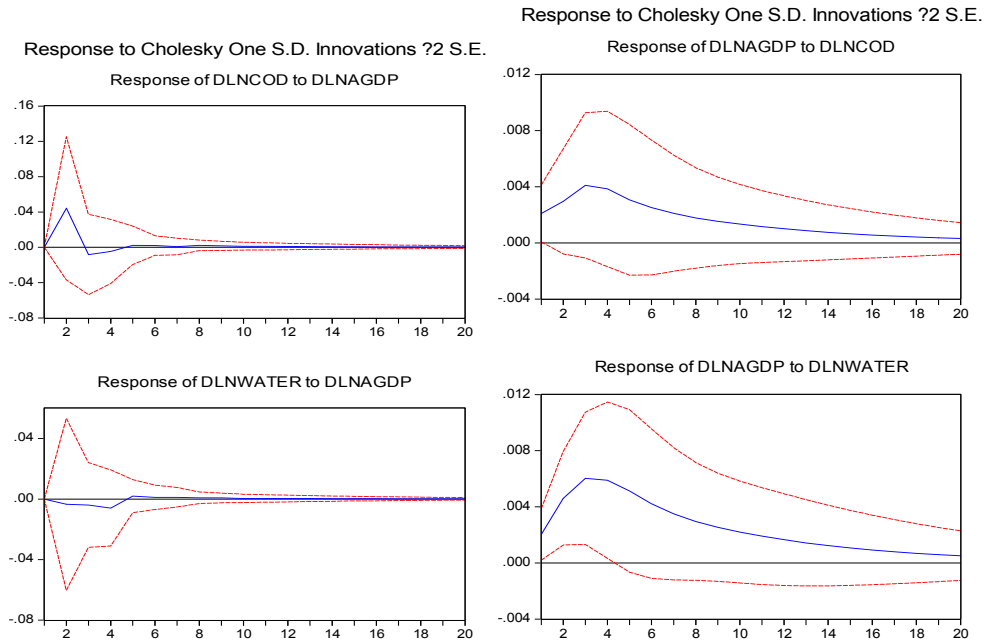 Response to Cholesky One S.D. Innovations ?2 S.E.
Response of DLNCOD to DLNAGDP
.16
.12
.08
.04
.00
-.04
-.08
2 4 6 8 10 12 14 16 18 20
Response of DLNWATER to DLNAGDP
.04
.00
-.04
-.08
2 4 6 8 10 12 14 16 18 20
Response to Cholesky One S.D. Innovations ?2 S.E.
Response of DLNAGDP to DLNCOD
.012
.008
.004
.000
-.004
2 4 6 8 10 12 14 16 18 20
Response of DLNAGDP to DLNWATER
.012
.008
.004
.000
-.004
2 4 6 8 10 12 14 16 18 20